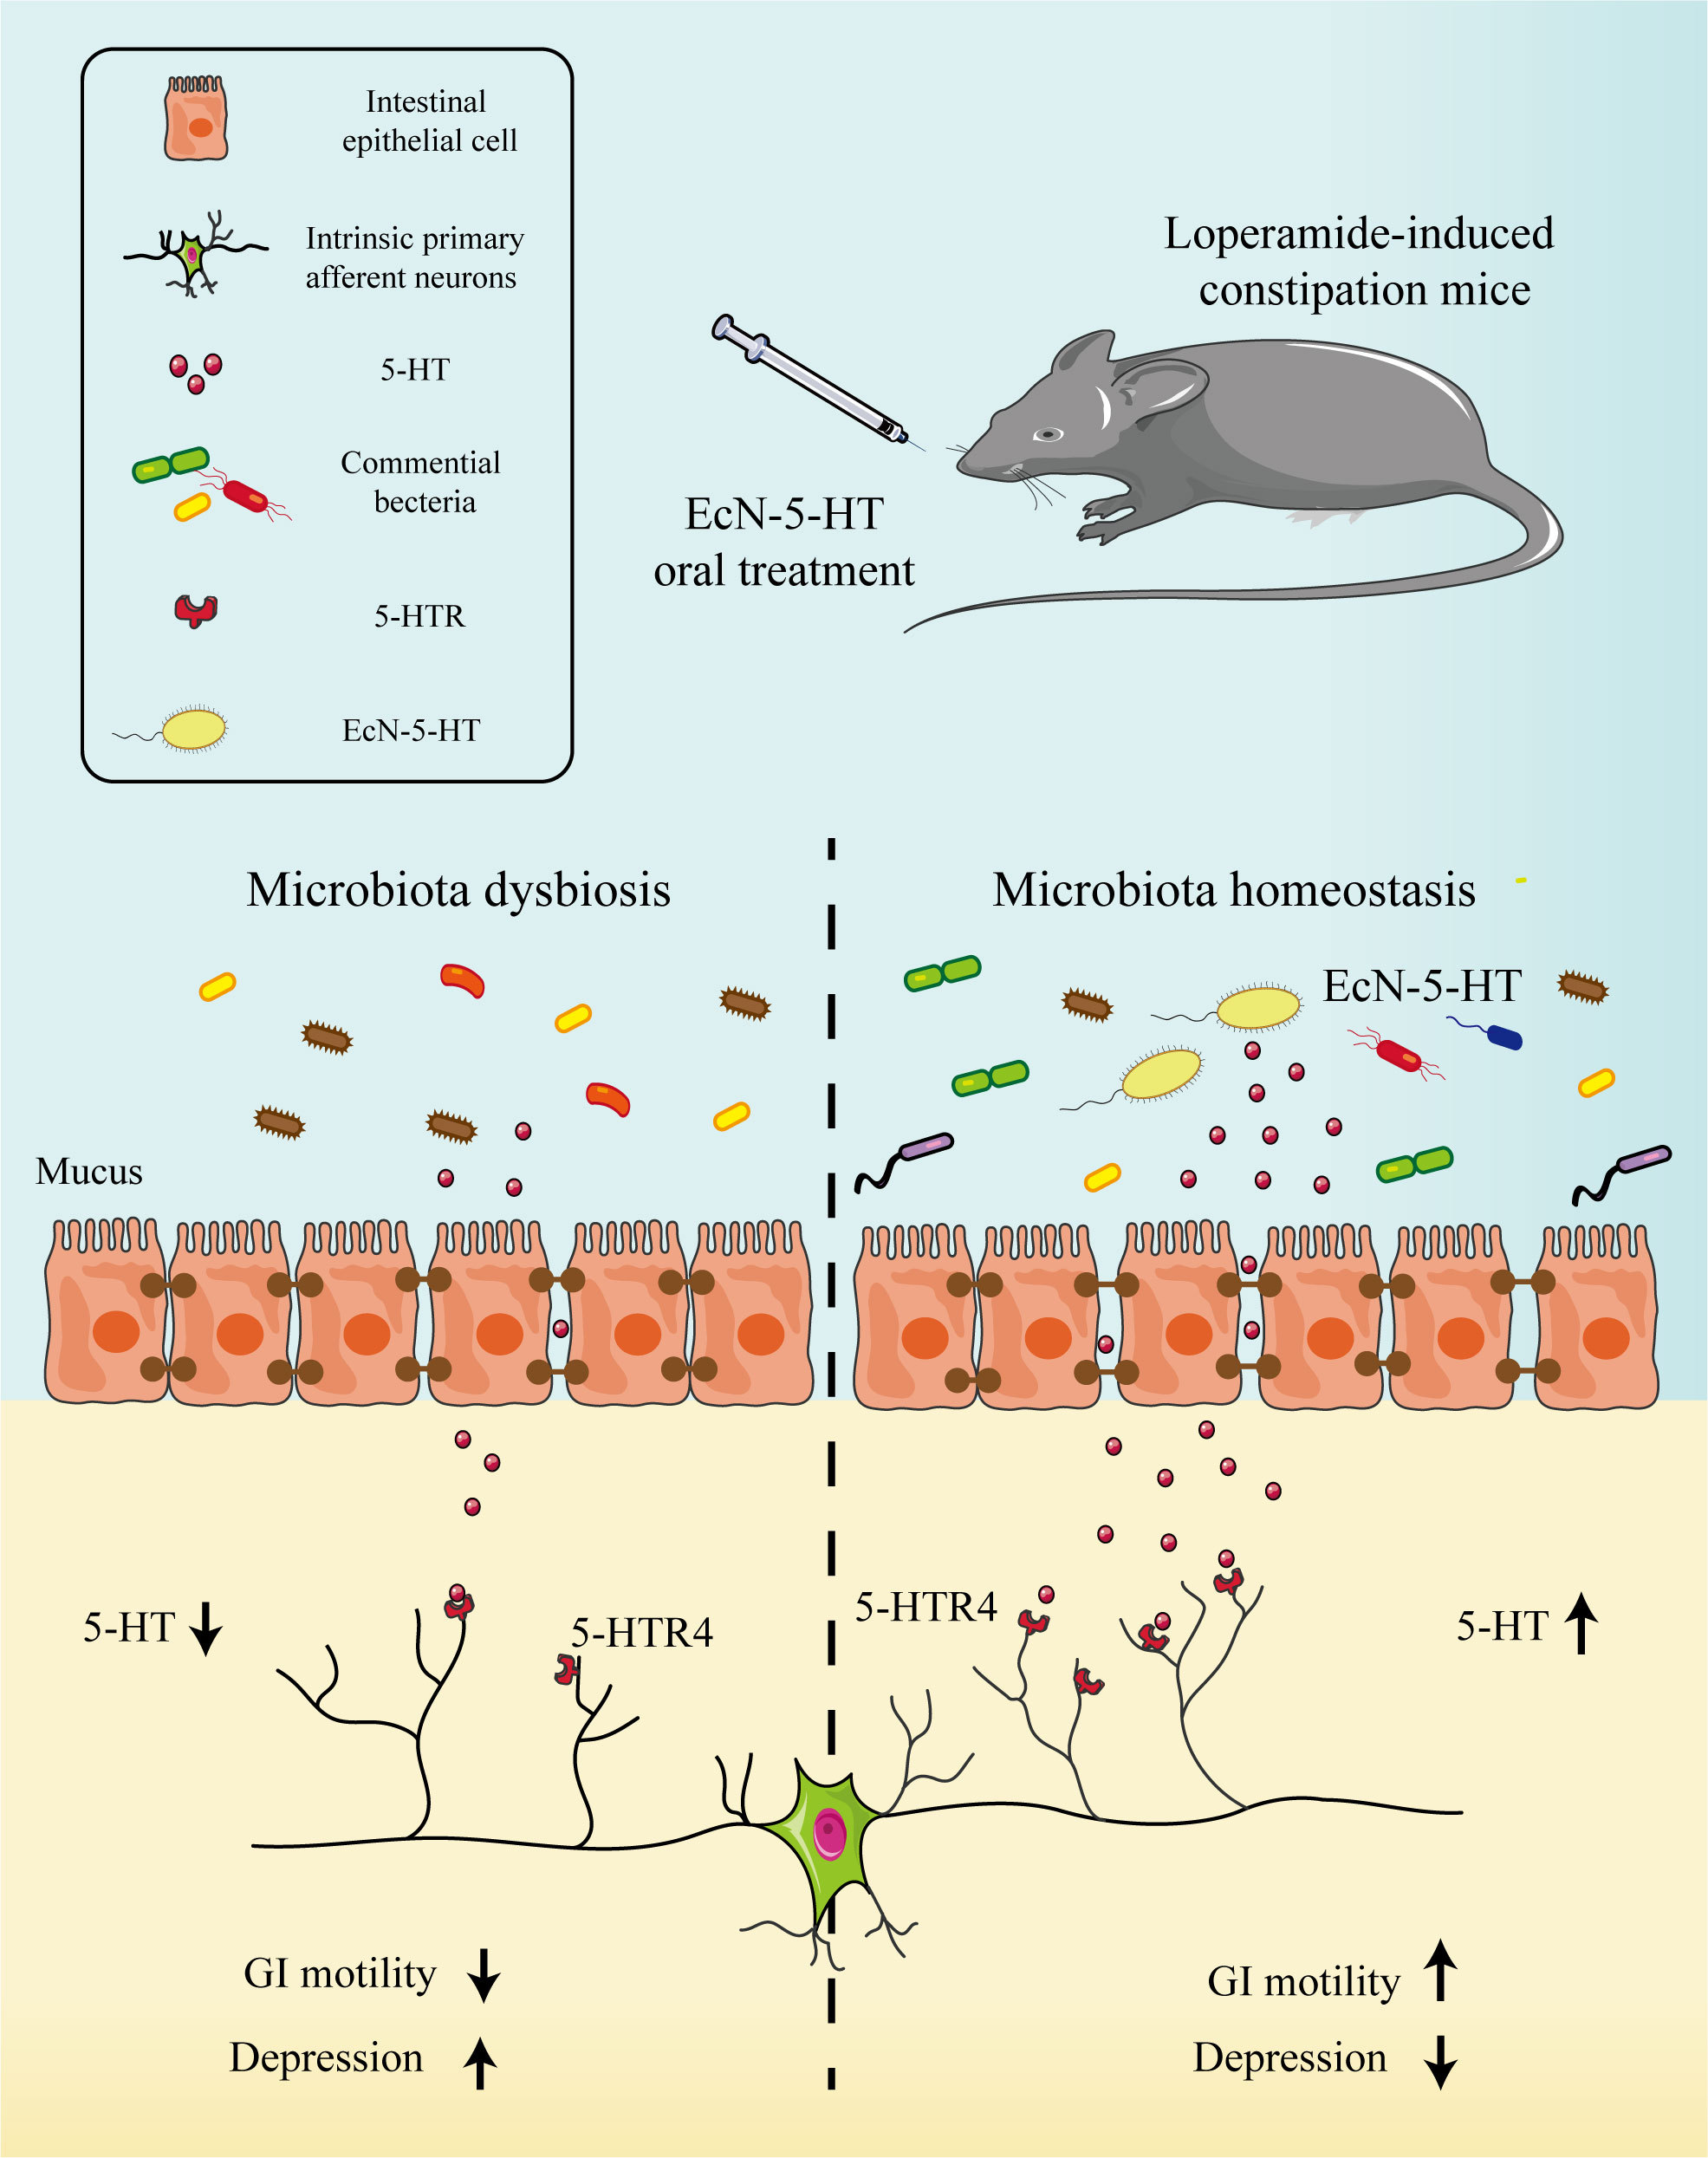 Intestinal
epithelial cell
Intrinsic primary
afferent neurons
5-HT
Commential
becteria
5-HTR
EcN-5-HT
Loperamide-induced
constipation mice
EcN-5-HT
oral treatment
Microbiota dysbiosis
Microbiota homeostasis
EcN-5-HT
Mucus
5-HT
5-HTR4
5-HTR4
5-HT
GI motility
Depression
GI motility
Depression